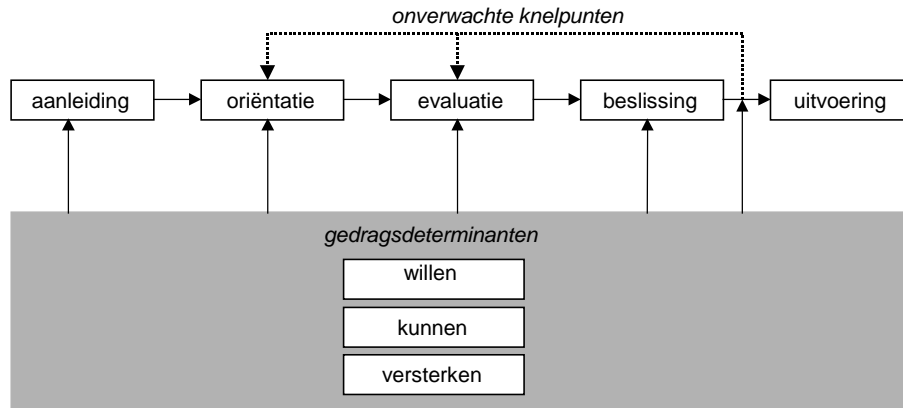 onverwachte knelpunten
aanleiding
oriëntatie
evaluatie
beslissing
uitvoering
gedragsdeterminanten
willen
kunnen
versterken